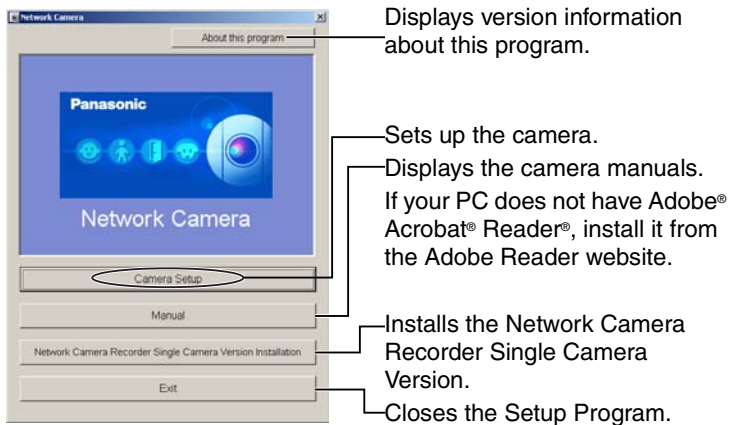 Network Camera
About this program
Panasonic
Network Camera
Camera Setup
Manual
Network Camera Recorder Single Camera Version Installation
Exit
Displays version information
about this program.
Sets up the camera.
Displays the camera manuals.
If your PC does not have Adobe®
Acrobat® Reader®, install it from
the Adobe Reader website.
Installs the Network Camera
Recorder Single Camera
Version.
Closes the Setup Program.